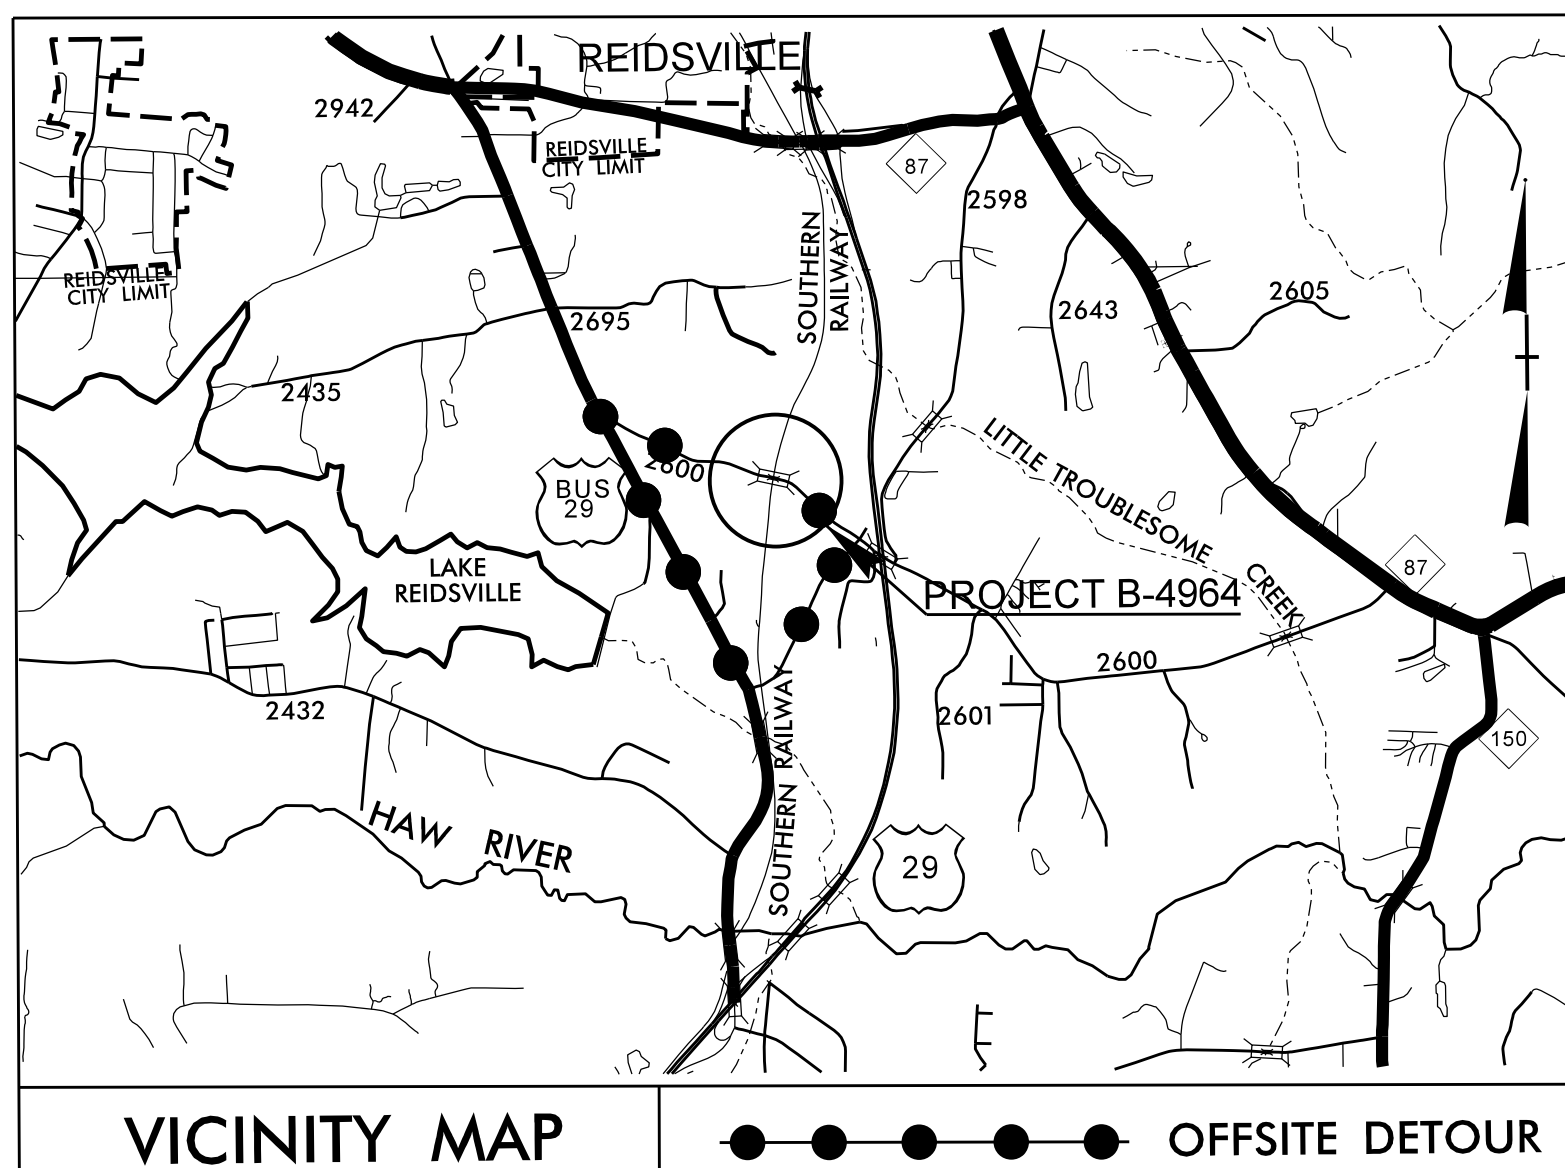 REIDSVILLE
2942
REIDSVILLE
CITY LIMIT
87
2598
SOUTHERN
RAILWAY
REIDSVILLE
CITY LIMIT
2695
2643
2605
2435
2600
BUS
29
LITTLE TROUBLESOME CREEK
LAKE
REIDSVILLE
87
PROJECT B-4964
2600
2432
2601
150
SOUTHERN RAILWAY
HAW RIVER
29
VICINITY MAP
OFFSITE DETOUR